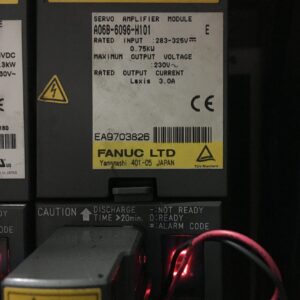 SERVO AMPLIFIER MODULE
A06B-6096-H101 E
RATED INPUT :283-325V
0.75KW
MAXIMUM OUTPUT VOLTAGE
:230V~
RATED OUTPUT CURRENT
Laxis 3.0A
EA9703826
FANUC LTD
Yamanashi 401-05 JAPAN
CAUTION DISCHARGE -:NOT READY
TIME >20min. 0:READY
*:ALARM CODE